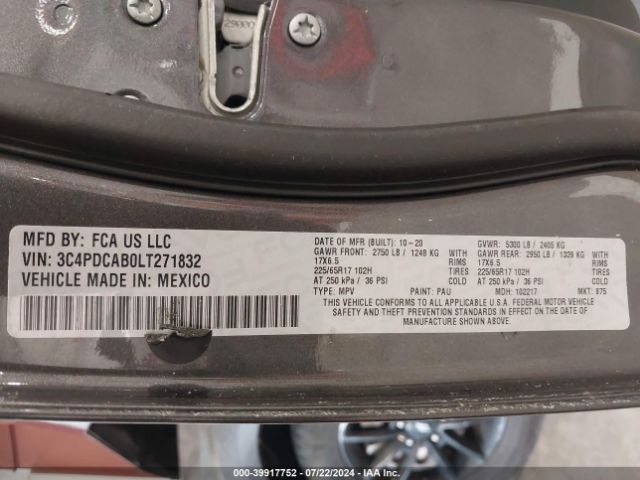 29000
MFD BY: FCA US LLC
VIN: 3C4PDCAB0LT271832
VEHICLE MADE IN: MEXICO
DATE OF MFR (BUILT): 10-20 GVWR: 5300 LB / 2405 KG
GAWR FRONT: 2750 LB / 1248 KG WITH GAWR REAR: 2950 LB / 1339 KG WITH
17X6.5 RIMS 17X6.5 RIMS
225/65R17 102H TIRES 225/65R17 102H TIRES
AT 250 kPa / 36 PSI COLD AT 250 kPa / 36 PSI COLD
TYPE: MPV PAINT: PAU MDH: 102217 MKT: 875
THIS VEHICLE CONFORMS TO ALL APPLICABLE U.S.A. FEDERAL MOTOR VEHICLE
SAFETY AND THEFT PREVENTION STANDARDS IN EFFECT ON THE DATE OF
MANUFACTURE SHOWN ABOVE.
000-39917752 - 07/22/2024 - IAA Inc.